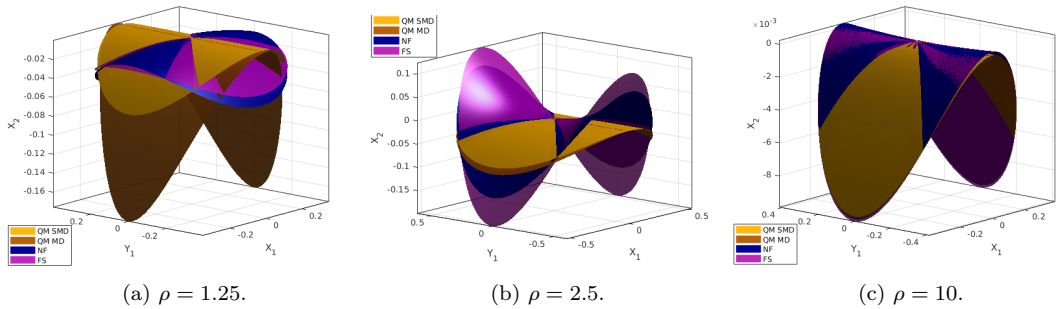 -0.02
-0.04
-0.06
-0.08
-0.1
-0.12
-0.14
-0.16
X2
0.2
0
-0.2
Y1
-0.2
0
0.2
X1
QM SMD
QM MD
NF
FS
(a) ρ = 1.25.
QM SMD
QM MD
NF
FS
0.1
0.05
0
-0.05
-0.1
-0.15
X2
0.5
0
-0.5
Y1
-0.5
0
0.5
X1
(b) ρ = 2.5.
×10-3
0
-2
-4
-6
-8
X2
0.4
0.2
0
-0.2
-0.4
Y1
-0.2
0
0.2
X1
QM SMD
QM MD
NF
FS
(c) ρ = 10.